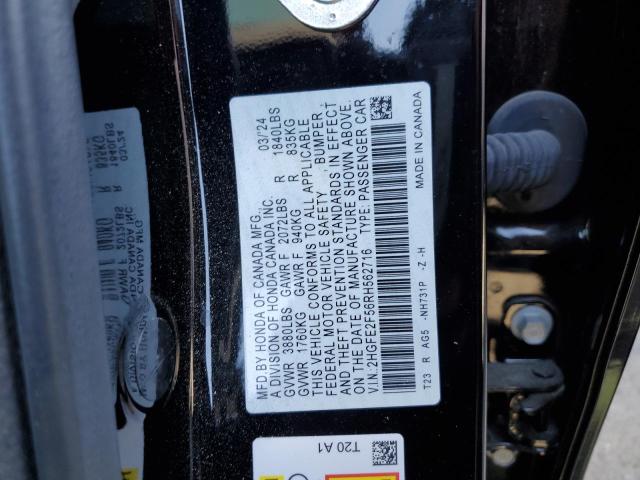 MFD.BY HONDA OF CANADA MFG. 03/'24
A DIVISION OF HONDA CANADA INC.
GVWR 3880LBS GAWR F 2072LBS R 1840LBS
GVWR 1760KG GAWR F 940KG R 835KG
THIS VEHICLE CONFORMS TO ALL APPLICABLE
FEDERAL MOTOR VEHICLE SAFETY BUMPER
AND THEFT PREVENTION STANDARDS IN EFFECT
ON THE DATE OF MANUFACTURE SHOWN ABOVE.
V.I.N: 2HGFE2F56RH562716 TYPE: PASSENGER CAR
T23 R AG5 -NH731P -Z -H MADE IN CANADA
T20 A1